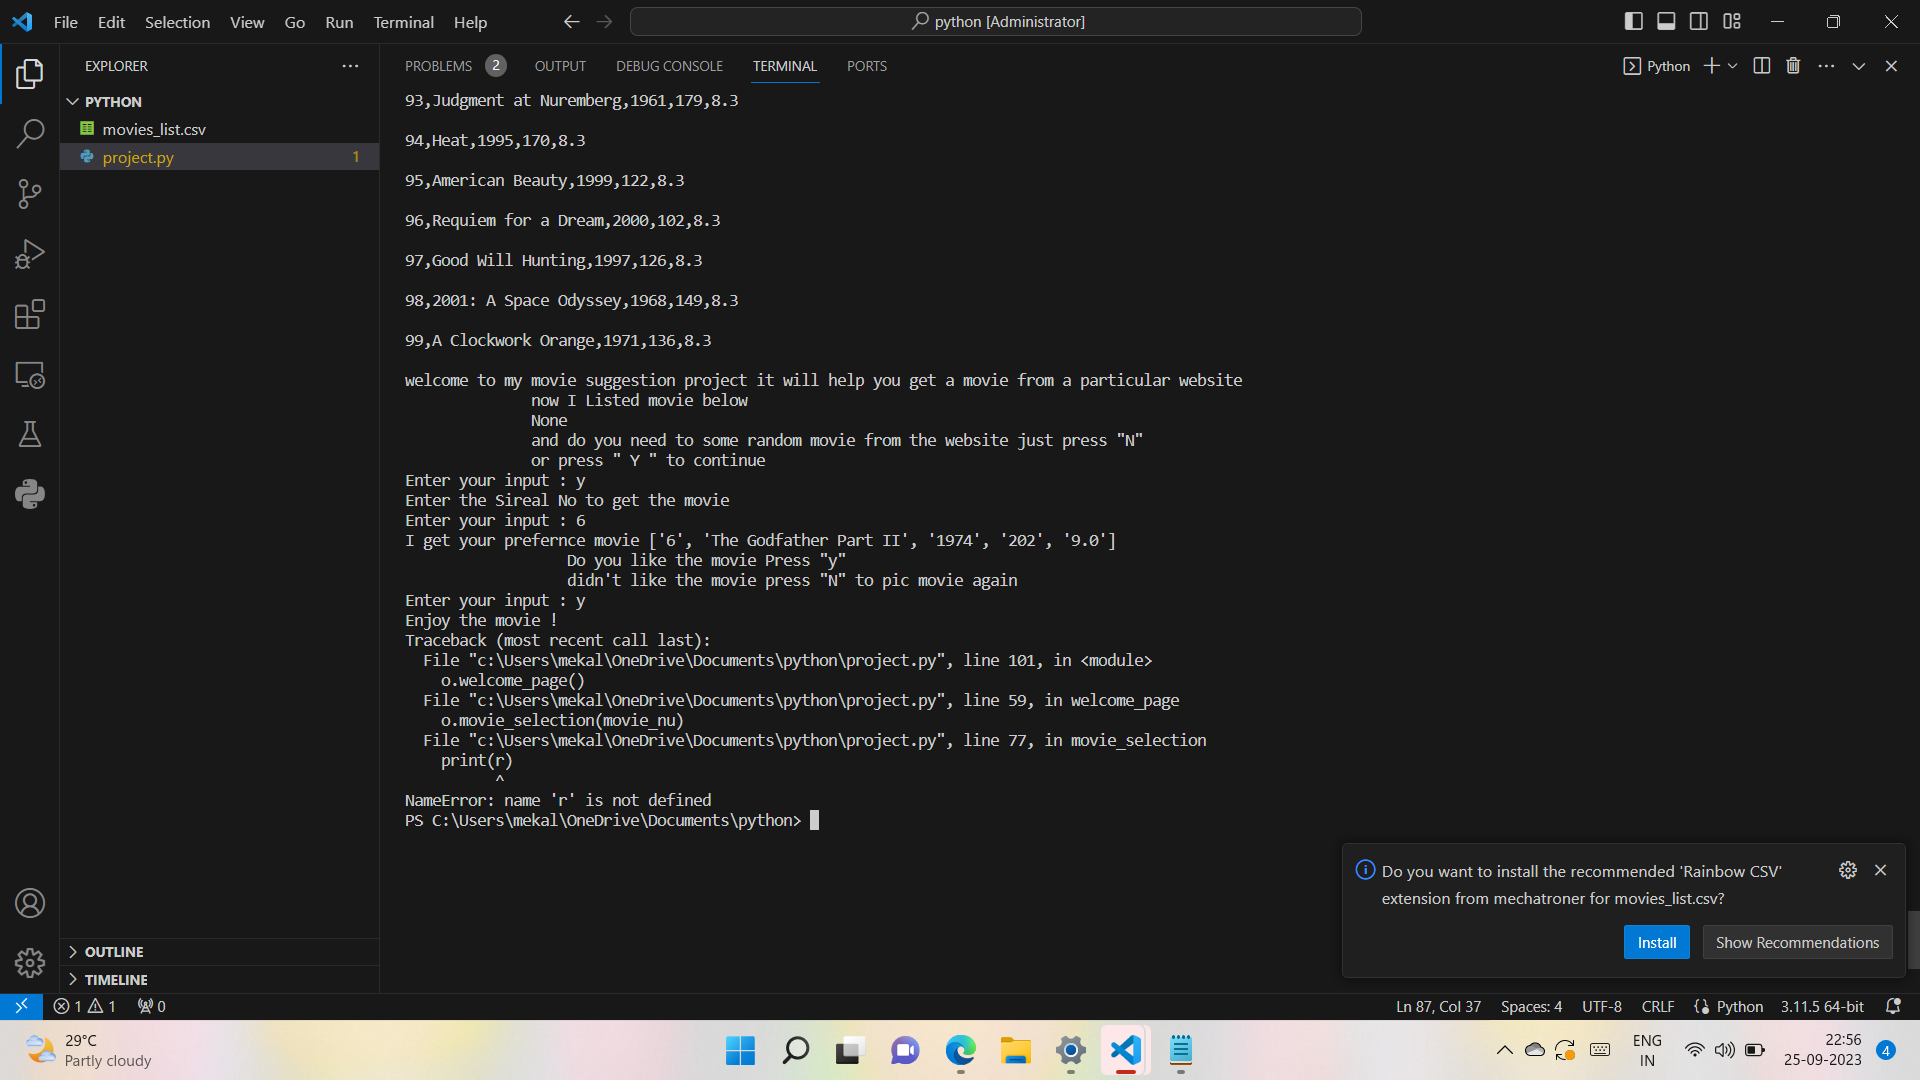 File Edit Selection View Go Run Terminal Help
python [Administrator]
EXPLORER
PYTHON
movies_list.csv
project.py 1
OUTLINE
TIMELINE
PROBLEMS 2 OUTPUT DEBUG CONSOLE TERMINAL PORTS
Python
93,Judgment at Nuremberg,1961,179,8.3
94,Heat,1995,170,8.3
95,American Beauty,1999,122,8.3
96,Requiem for a Dream,2000,102,8.3
97,Good Will Hunting,1997,126,8.3
98,2001: A Space Odyssey,1968,149,8.3
99,A Clockwork Orange,1971,136,8.3
welcome to my movie suggestion project it will help you get a movie from a particular website
now I Listed movie below
None
and do you need to some random movie from the website just press "N"
or press " Y " to continue
Enter your input : y
Enter the Sireal No to get the movie
Enter your input : 6
I get your prefernce movie ['6', 'The Godfather Part II', '1974', '202', '9.0']
Do you like the movie Press "y"
didn't like the movie press "N" to pic movie again
Enter your input : y
Enjoy the movie !
Traceback (most recent call last):
File "c:\Users\mekal\OneDrive\Documents\python\project.py", line 101, in <module>
o.welcome_page()
File "c:\Users\mekal\OneDrive\Documents\python\project.py", line 59, in welcome_page
o.movie_selection(movie_nu)
File "c:\Users\mekal\OneDrive\Documents\python\project.py", line 77, in movie_selection
print(r)
^
NameError: name 'r' is not defined
PS C:\Users\mekal\OneDrive\Documents\python>
Do you want to install the recommended 'Rainbow CSV'
extension from mechatroner for movies_list.csv?
Install Show Recommendations
1 1 0
Ln 87, Col 37 Spaces: 4 UTF-8 CRLF Python 3.11.5 64-bit
29°C
Partly cloudy
ENG
IN
22:56
25-09-2023
4